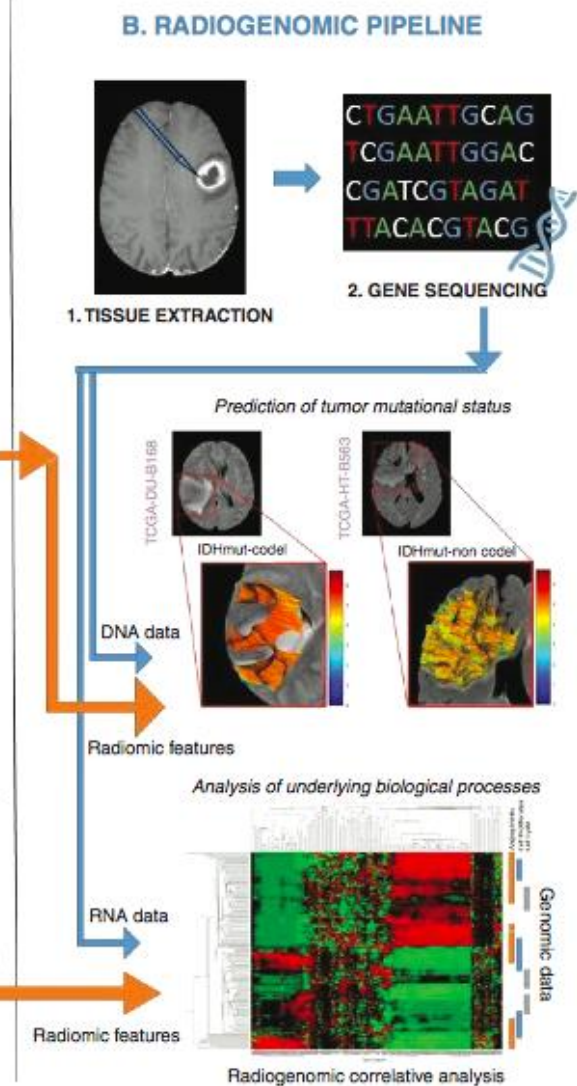 B. RADIOGENOMIC PIPELINE
CTGAATTGCAG
TCGAATTGGAC
CGATCGTAGAT
TTACACGTACG
1. TISSUE EXTRACTION
2. GENE SEQUENCING
Prediction of tumor mutational status
TCGA-DU-B168
TCGA-HT-B563
IDHmut-codel
IDHmut-non codel
DNA data
Radiomic features
Analysis of underlying biological processes
RNA data
Genomic data
Radiomic features
Radiogenomic correlative analysis